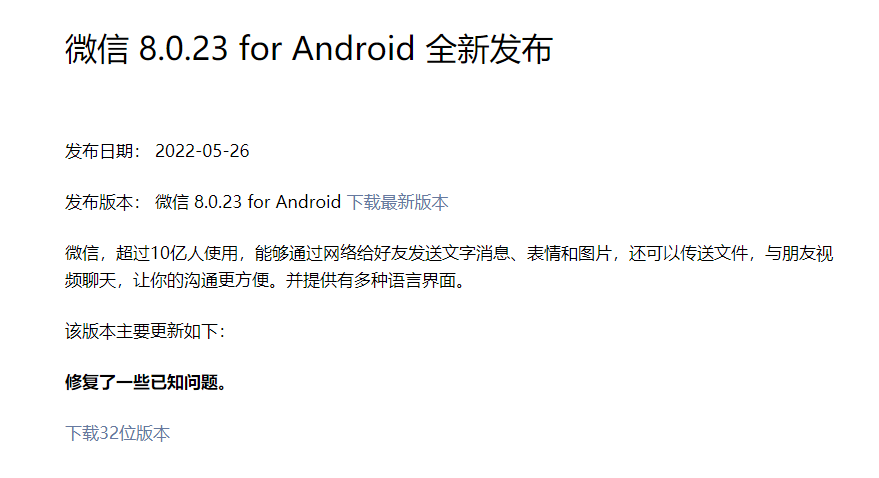 微信 8.0.23 for Android 全新发布
发布日期： 2022-05-26
发布版本： 微信 8.0.23 for Android 下载最新版本
微信，超过10亿人使用，能够通过网络给好友发送文字消息、表情和图片，还可以传送文件，与朋友视
频聊天，让你的沟通更方便。并提供有多种语言界面。
该版本主要更新如下：
修复了一些已知问题。
下载32位版本